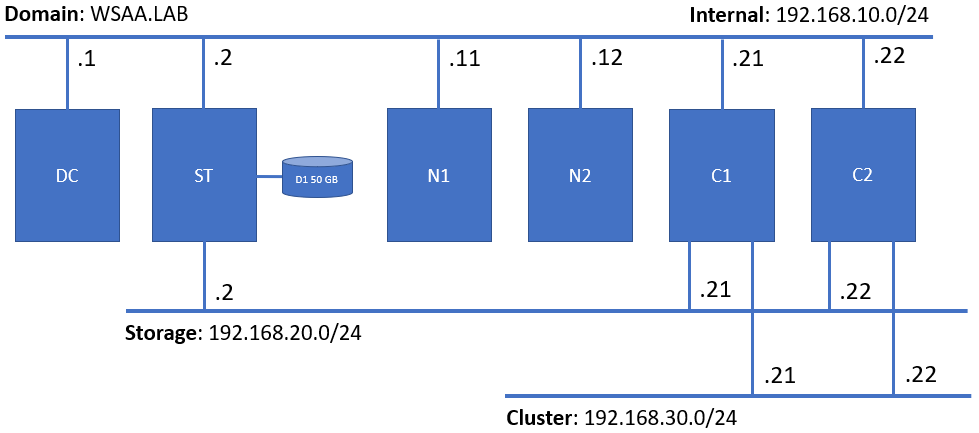 Domain: WSAA.LAB
Internal: 192.168.10.0/24
.1
.2
.11
.12
.21
.22
DC
ST
D1 50 GB
N1
N2
C1
C2
.2
.21
.22
Storage: 192.168.20.0/24
.21
.22
Cluster: 192.168.30.0/24